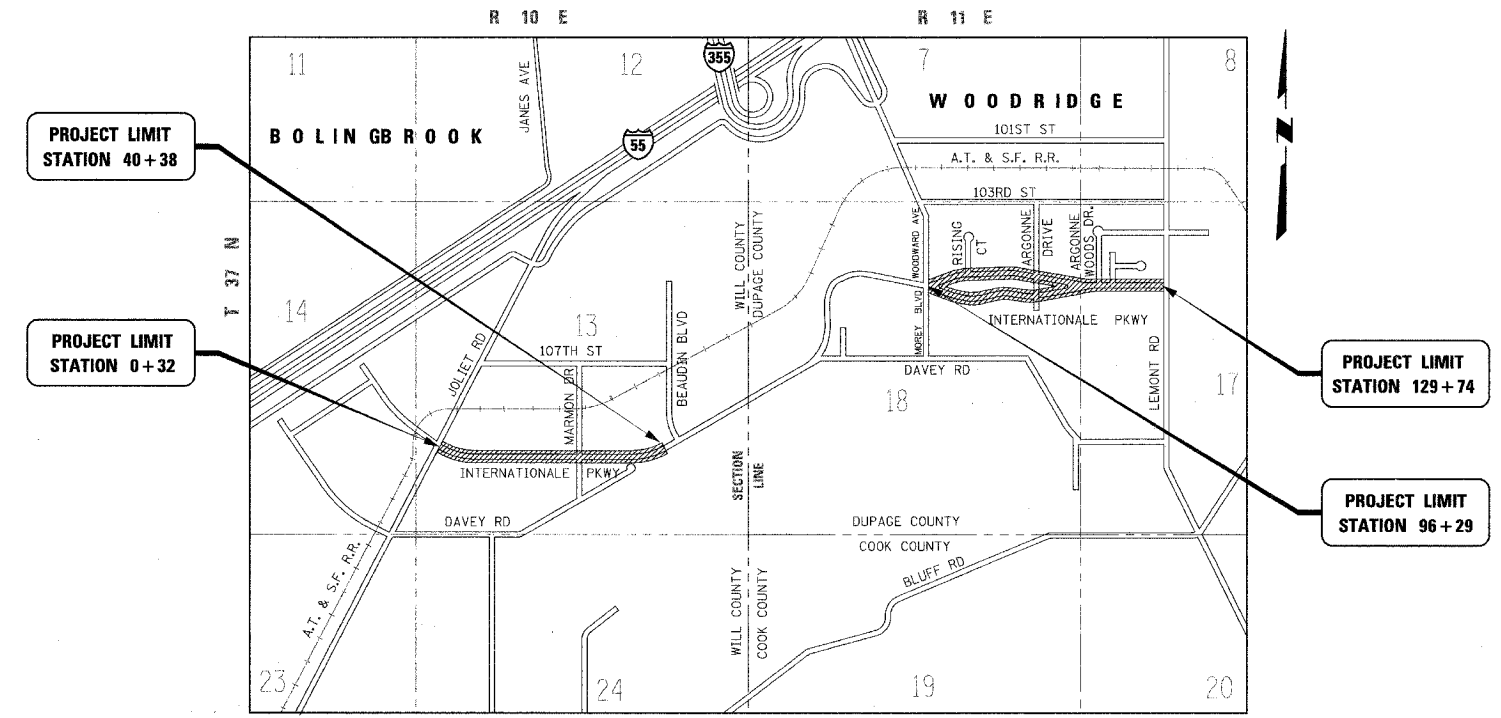 R 10 E
R 11 E
11
12
355
7
8
JANES AVE
BOLINGBROOK
WOODRIDGE
55
101ST ST
A.T. & S.F. R.R.
PROJECT LIMIT
STATION 40+38
N
103RD ST
T 37 N
WILL COUNTY
DUPAGE COUNTY
WOODWARD AVE
RISING
CT
ARGONNE
DRIVE
ARGONNE
WOODS DR.
14
13
BEAUDIN BLVD
MOREY BLVD
INTERNATIONALE PKWY
PROJECT LIMIT
STATION 0+32
JOLIET RD
107TH ST
MARMON DR
DAVEY RD
LEMONT RD
17
PROJECT LIMIT
STATION 129+74
18
INTERNATIONALE PKWY
SECTION
LINE
DAVEY RD
DUPAGE COUNTY
COOK COUNTY
PROJECT LIMIT
STATION 96+29
A.T. & S.F. R.R.
BLUFF RD
WILL COUNTY
COOK COUNTY
23
24
19
20